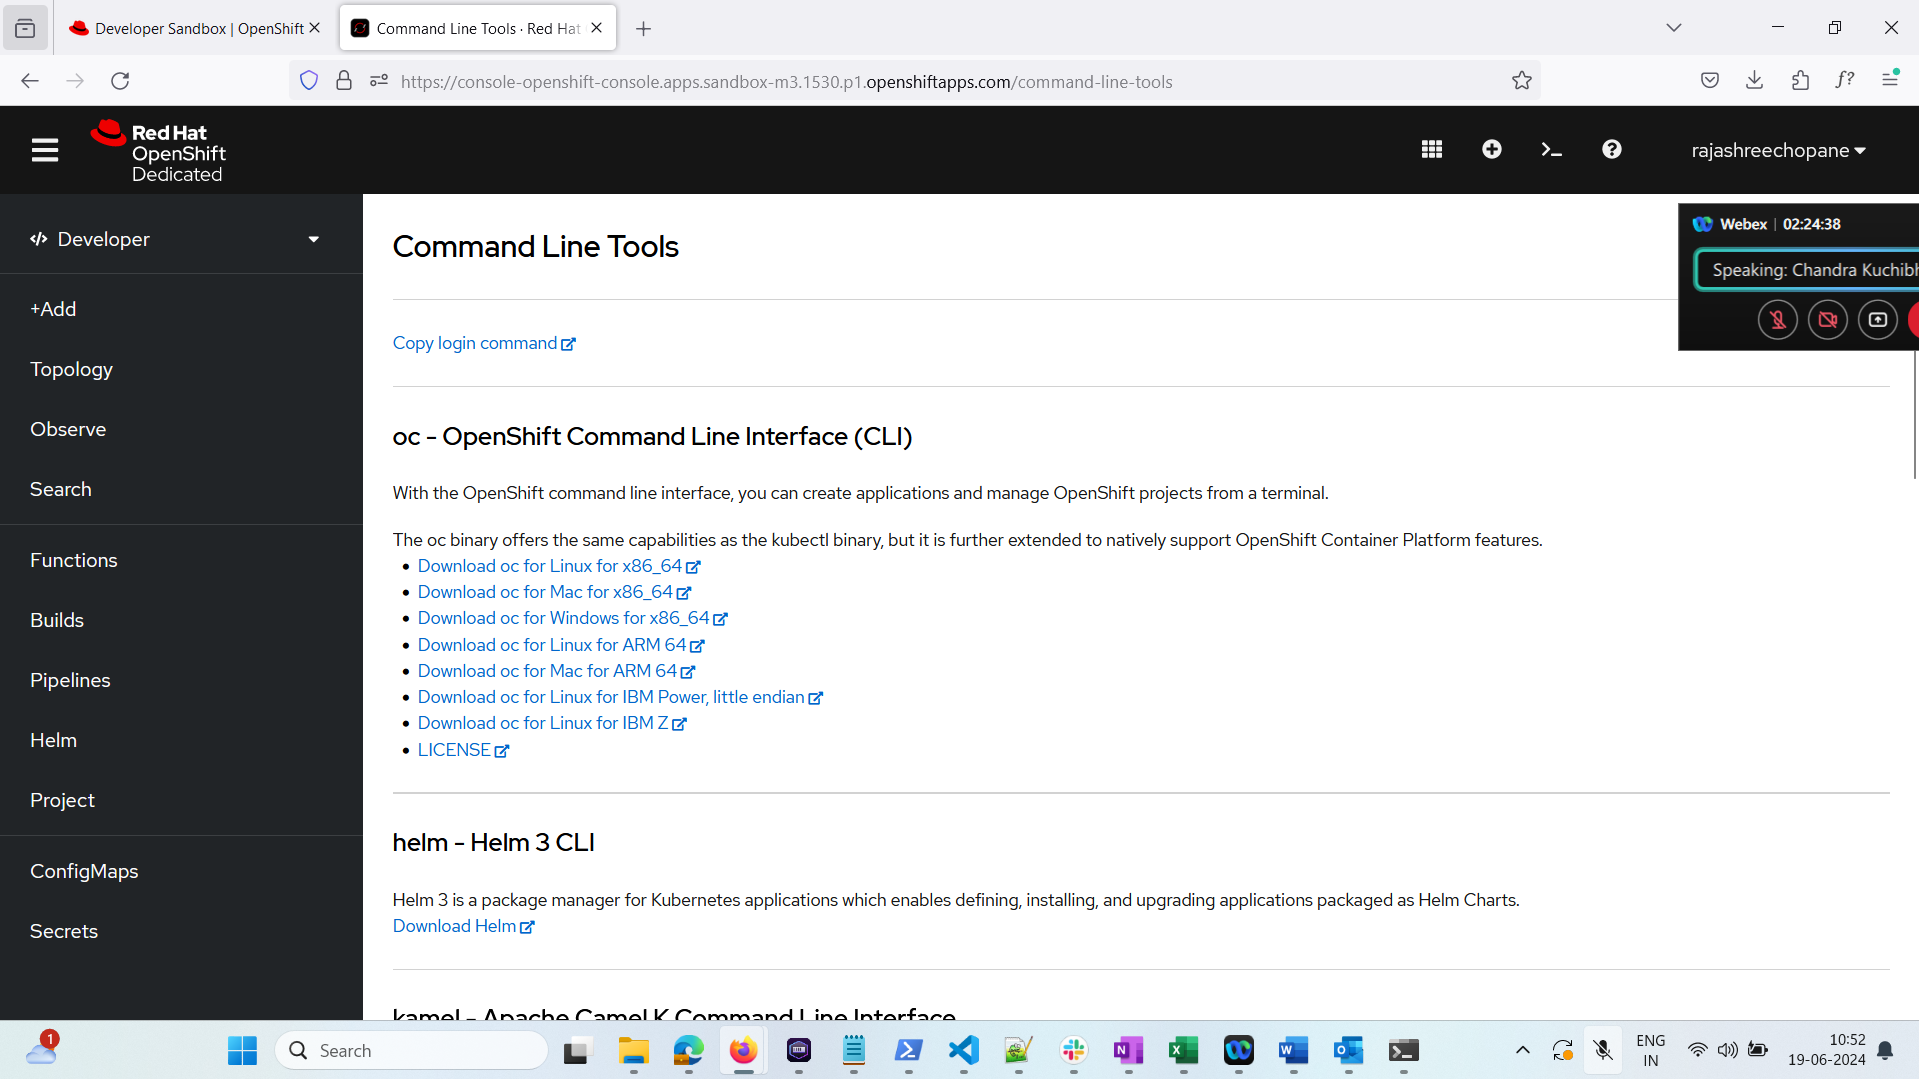 Developer Sandbox | OpenShift
Command Line Tools · Red Hat
https://console-openshift-console.apps.sandbox-m3.1530.p1.openshiftapps.com/command-line-tools
Red Hat
OpenShift
Dedicated
rajashreechopane
Developer
+Add
Topology
Observe
Search
Functions
Builds
Pipelines
Helm
Project
ConfigMaps
Secrets
Command Line Tools
Copy login command
oc - OpenShift Command Line Interface (CLI)
With the OpenShift command line interface, you can create applications and manage OpenShift projects from a terminal.
The oc binary offers the same capabilities as the kubectl binary, but it is further extended to natively support OpenShift Container Platform features.
• Download oc for Linux for x86_64
• Download oc for Mac for x86_64
• Download oc for Windows for x86_64
• Download oc for Linux for ARM 64
• Download oc for Mac for ARM 64
• Download oc for Linux for IBM Power, little endian
• Download oc for Linux for IBM Z
• LICENSE
helm - Helm 3 CLI
Helm 3 is a package manager for Kubernetes applications which enables defining, installing, and upgrading applications packaged as Helm Charts.
Download Helm
kamel - Apache Camel K Command Line Interface
Webex | 02:24:38
Speaking: Chandra Kuchibh
1
Search
ENG
IN
10:52
19-06-2024